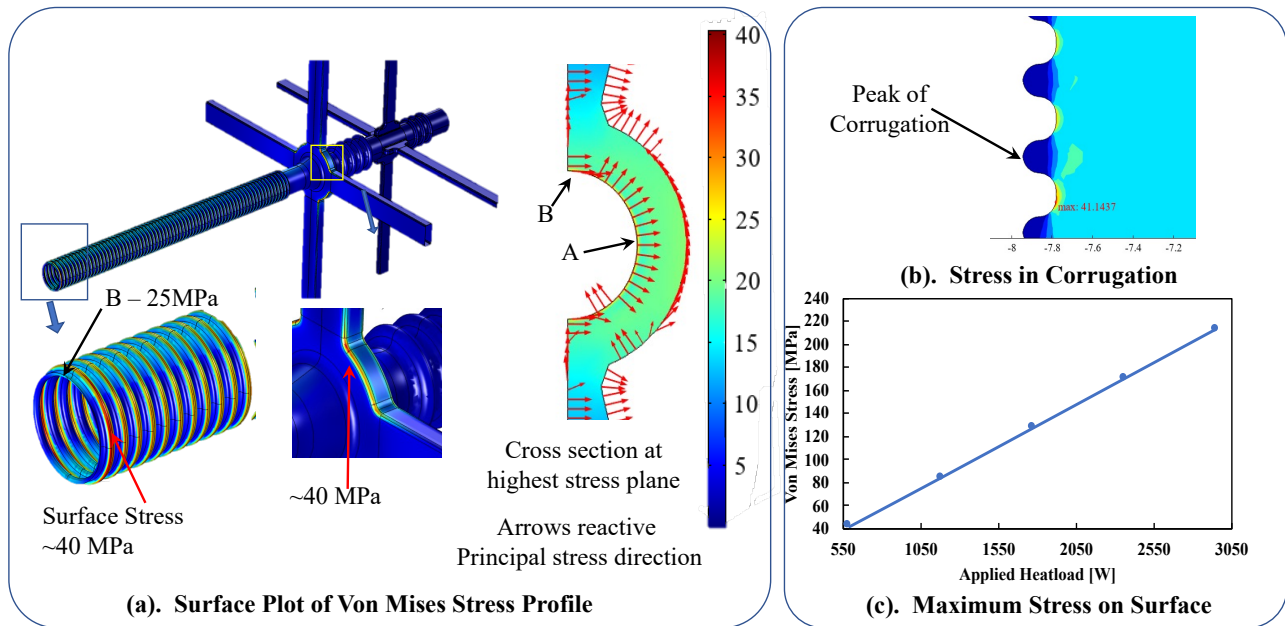 B – 25MPa
Surface Stress
~40 MPa
~40 MPa
B
A
Cross section at
highest stress plane
Arrows reactive
Principal stress direction
40
35
30
25
20
15
10
5
(a). Surface Plot of Von Mises Stress Profile
Peak of
Corrugation
max: 41.1437
-8
-7.8
-7.6
-7.4
-7.2
(b). Stress in Corrugation
Von Mises Stress [MPa]
240
220
200
180
160
140
120
100
80
60
40
550
1050
1550
2050
2550
3050
Applied Heatload [W]
(c). Maximum Stress on Surface